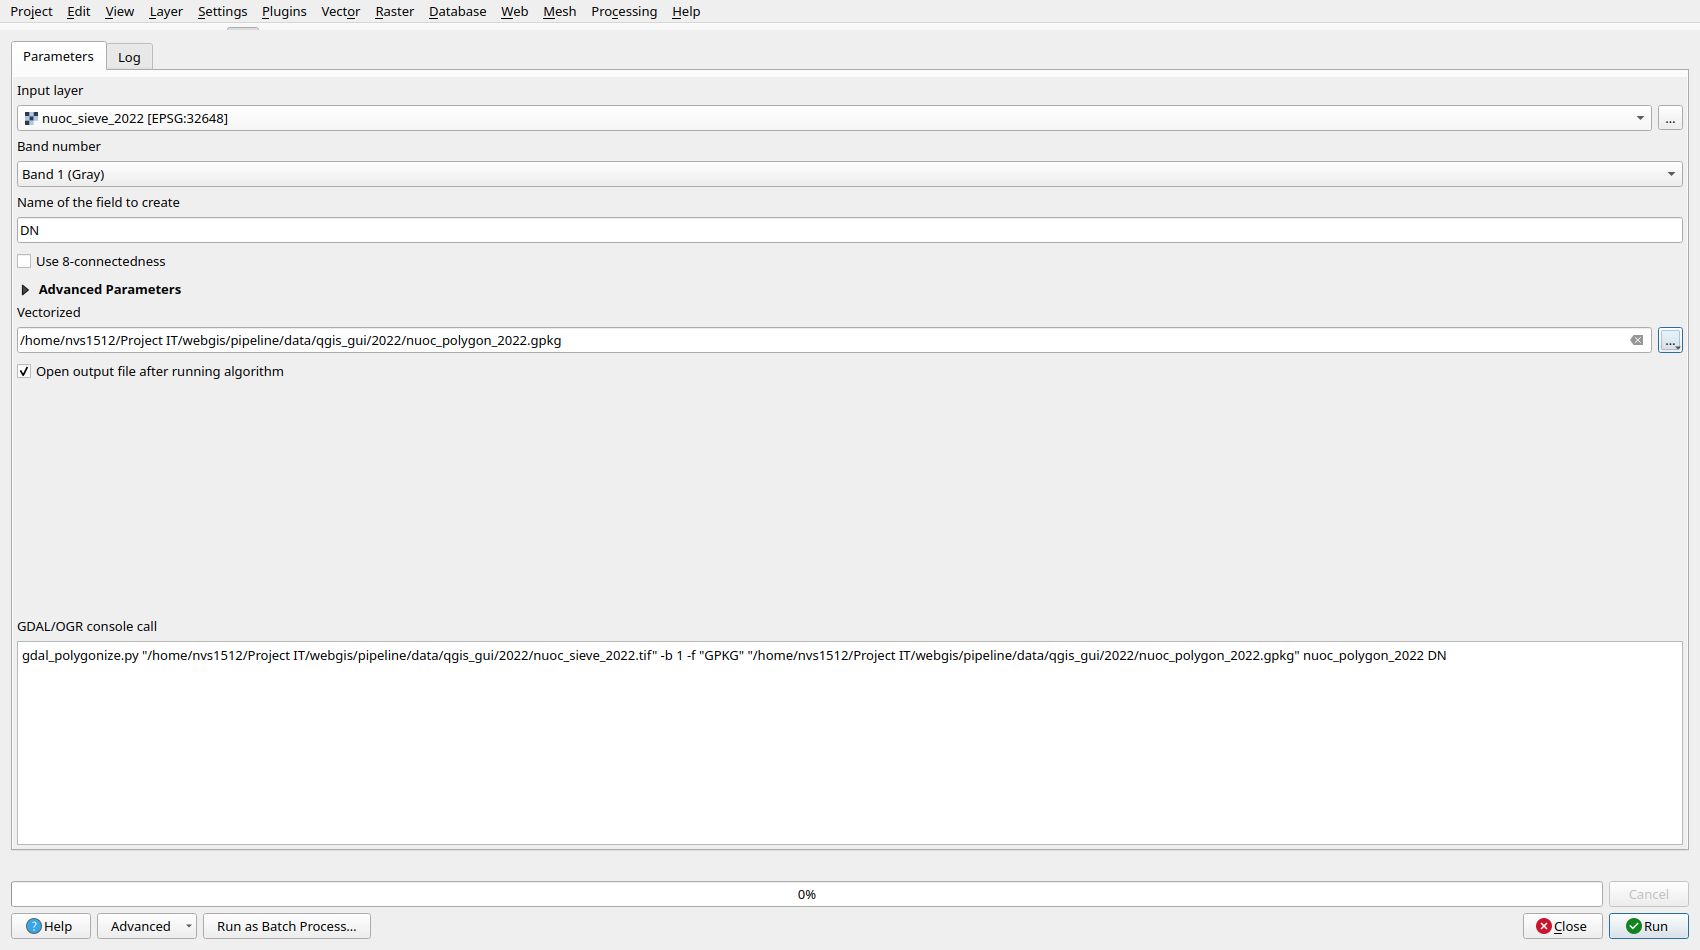 Project Edit View Layer Settings Plugins Vector Raster Database Web Mesh Processing Help
Parameters Log
Input layer
nuoc_sieve_2022 [EPSG:32648] ...
Band number
Band 1 (Gray)
Name of the field to create
DN
Use 8-connectedness
Advanced Parameters
Vectorized
/home/nvs1512/Project IT/webgis/pipeline/data/qgis_gui/2022/nuoc_polygon_2022.gpkg ...
Open output file after running algorithm
GDAL/OGR console call
gdal_polygonize.py "/home/nvs1512/Project IT/webgis/pipeline/data/qgis_gui/2022/nuoc_sieve_2022.tif" -b 1 -f "GPKG" "/home/nvs1512/Project IT/webgis/pipeline/data/qgis_gui/2022/nuoc_polygon_2022.gpkg" nuoc_polygon_2022 DN
0% Cancel
Help Advanced Run as Batch Process... Close Run